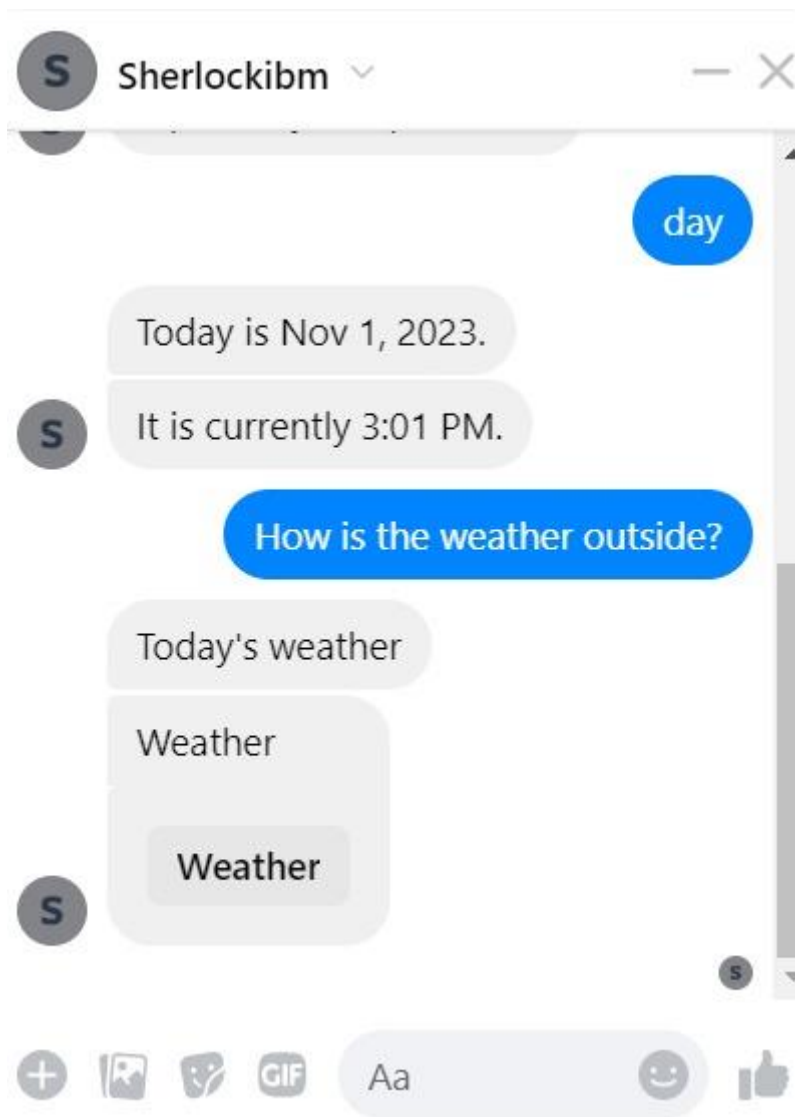 S Sherlockibm
day
Today is Nov 1, 2023.
It is currently 3:01 PM.
S
How is the weather outside?
Today's weather
Weather
Weather
S
S
GIF Aa